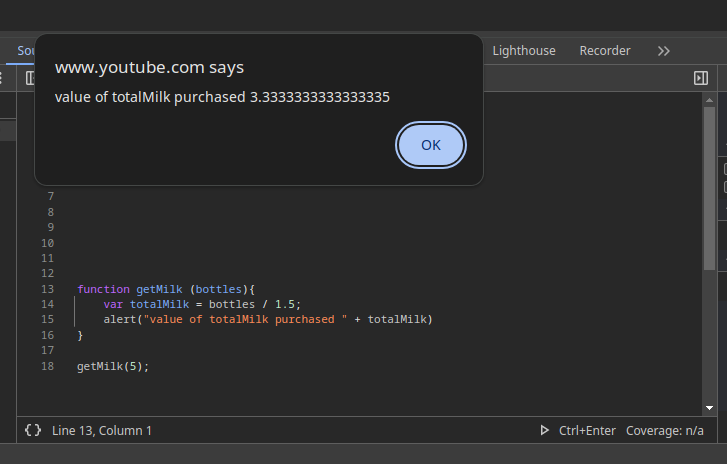 Sou
Lighthouse
Recorder
www.youtube.com says
value of totalMilk purchased 3.3333333333333335
OK
7
8
9
10
11
12
13 function getMilk (bottles){
14 var totalMilk = bottles / 1.5;
15 alert("value of totalMilk purchased " + totalMilk)
16 }
17
18 getMilk(5);
{} Line 13, Column 1
Ctrl+Enter Coverage: n/a